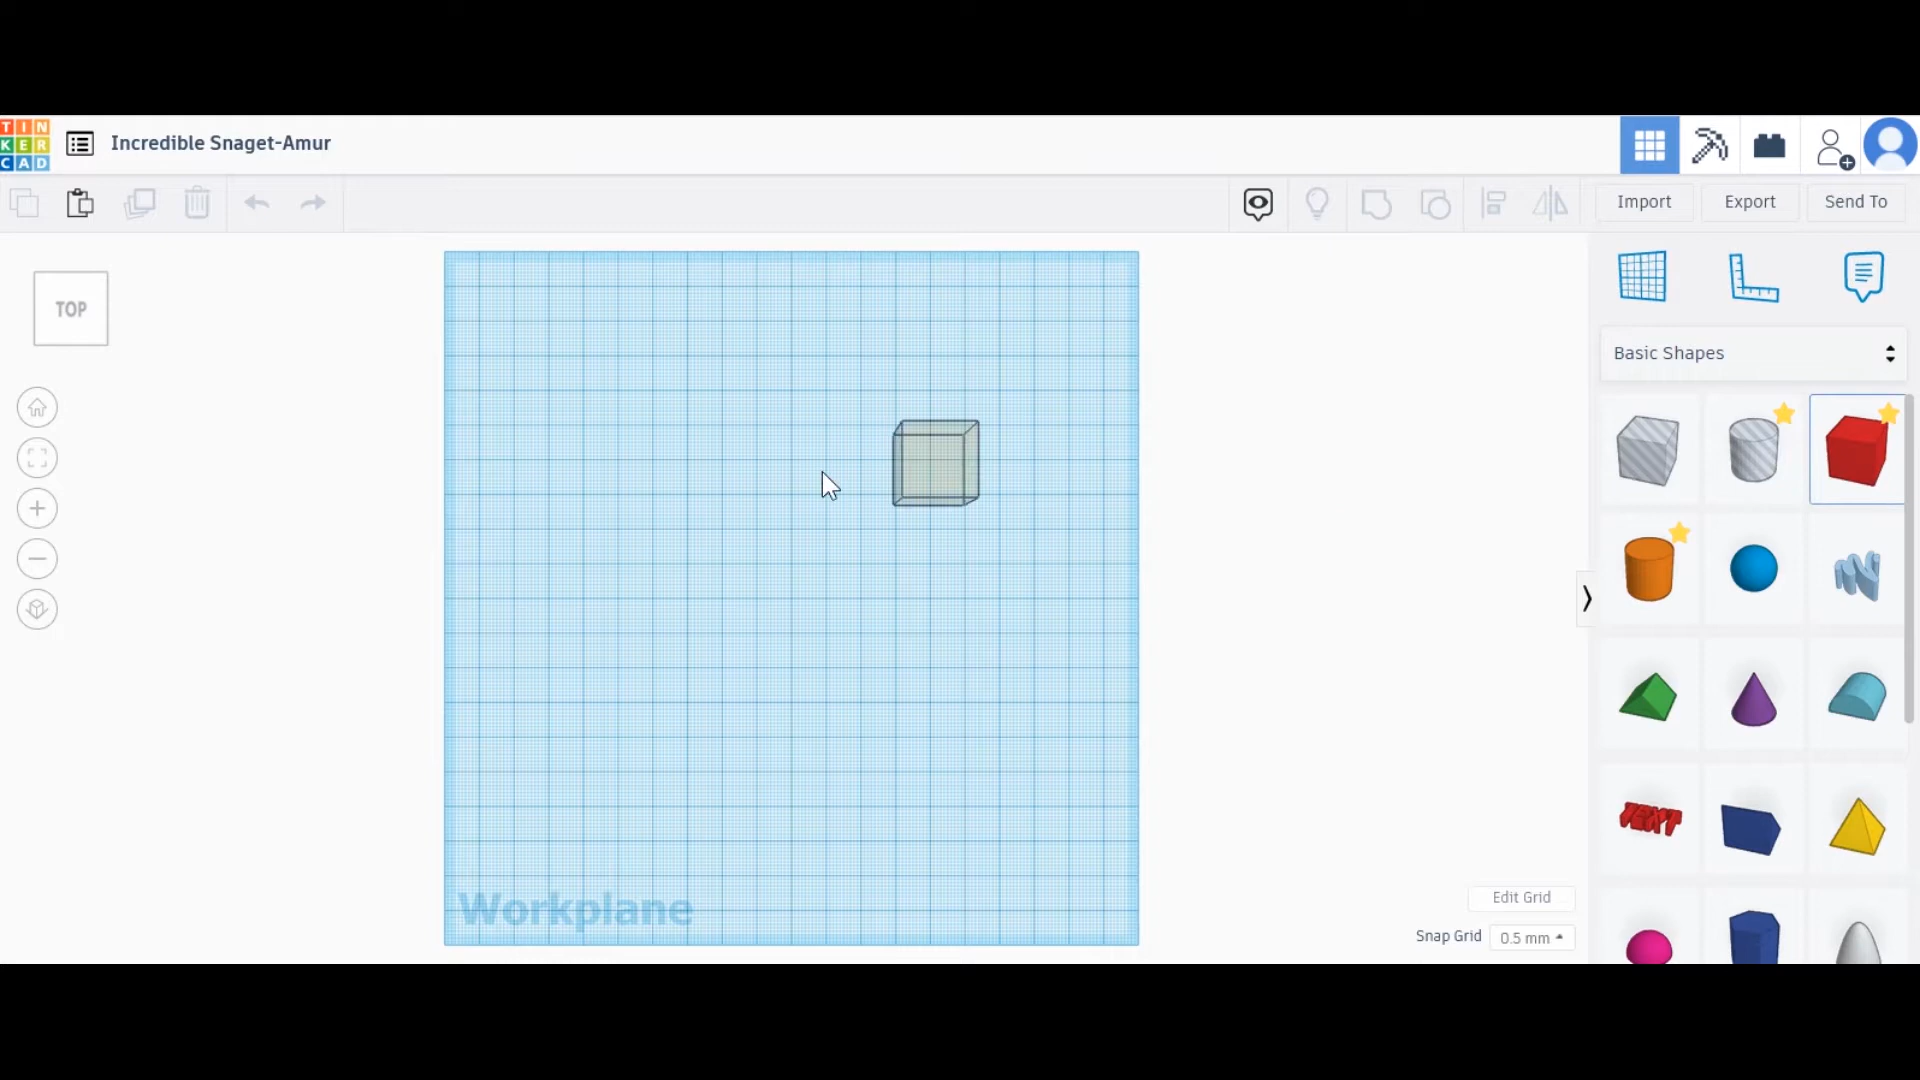 TIN
KER
CAD
Incredible Snaget-Amur
Import
Export
Send To
TOP
Basic Shapes
TEXT
Workplane
Edit Grid
Snap Grid
0.5 mm